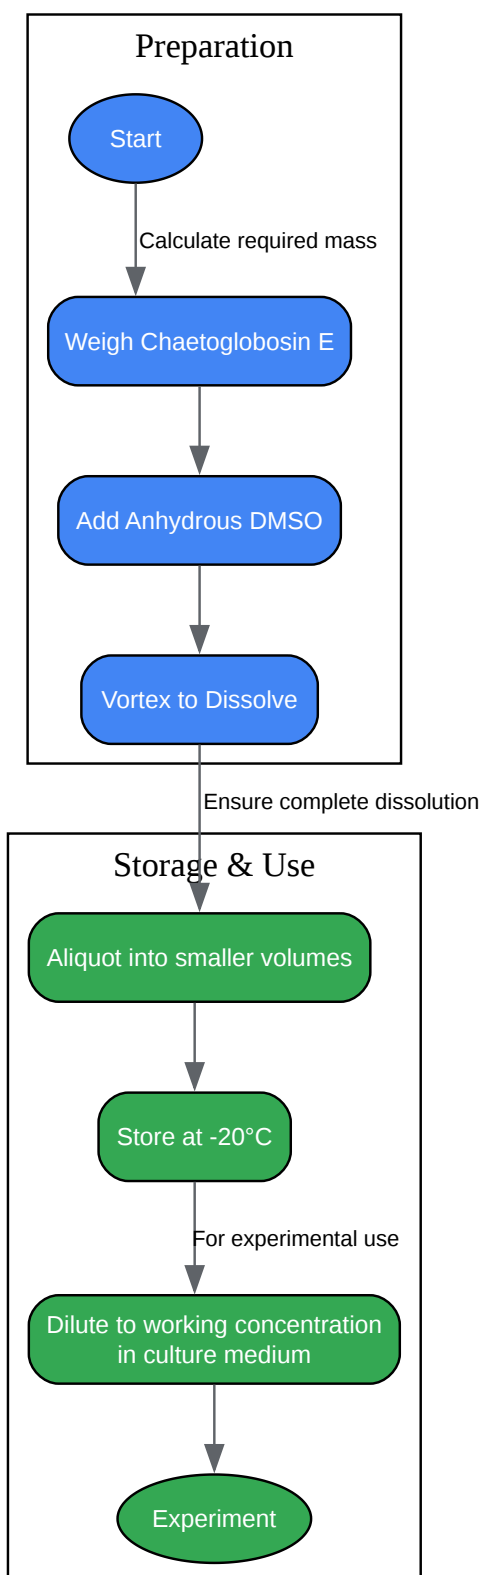 Preparation
Start
Calculate required mass
Weigh Chaetoglobosin E
Add Anhydrous DMSO
Vortex to Dissolve
Ensure complete dissolution
Storage & Use
Aliquot into smaller volumes
Store at -20°C
For experimental use
Dilute to working concentration
in culture medium
Experiment